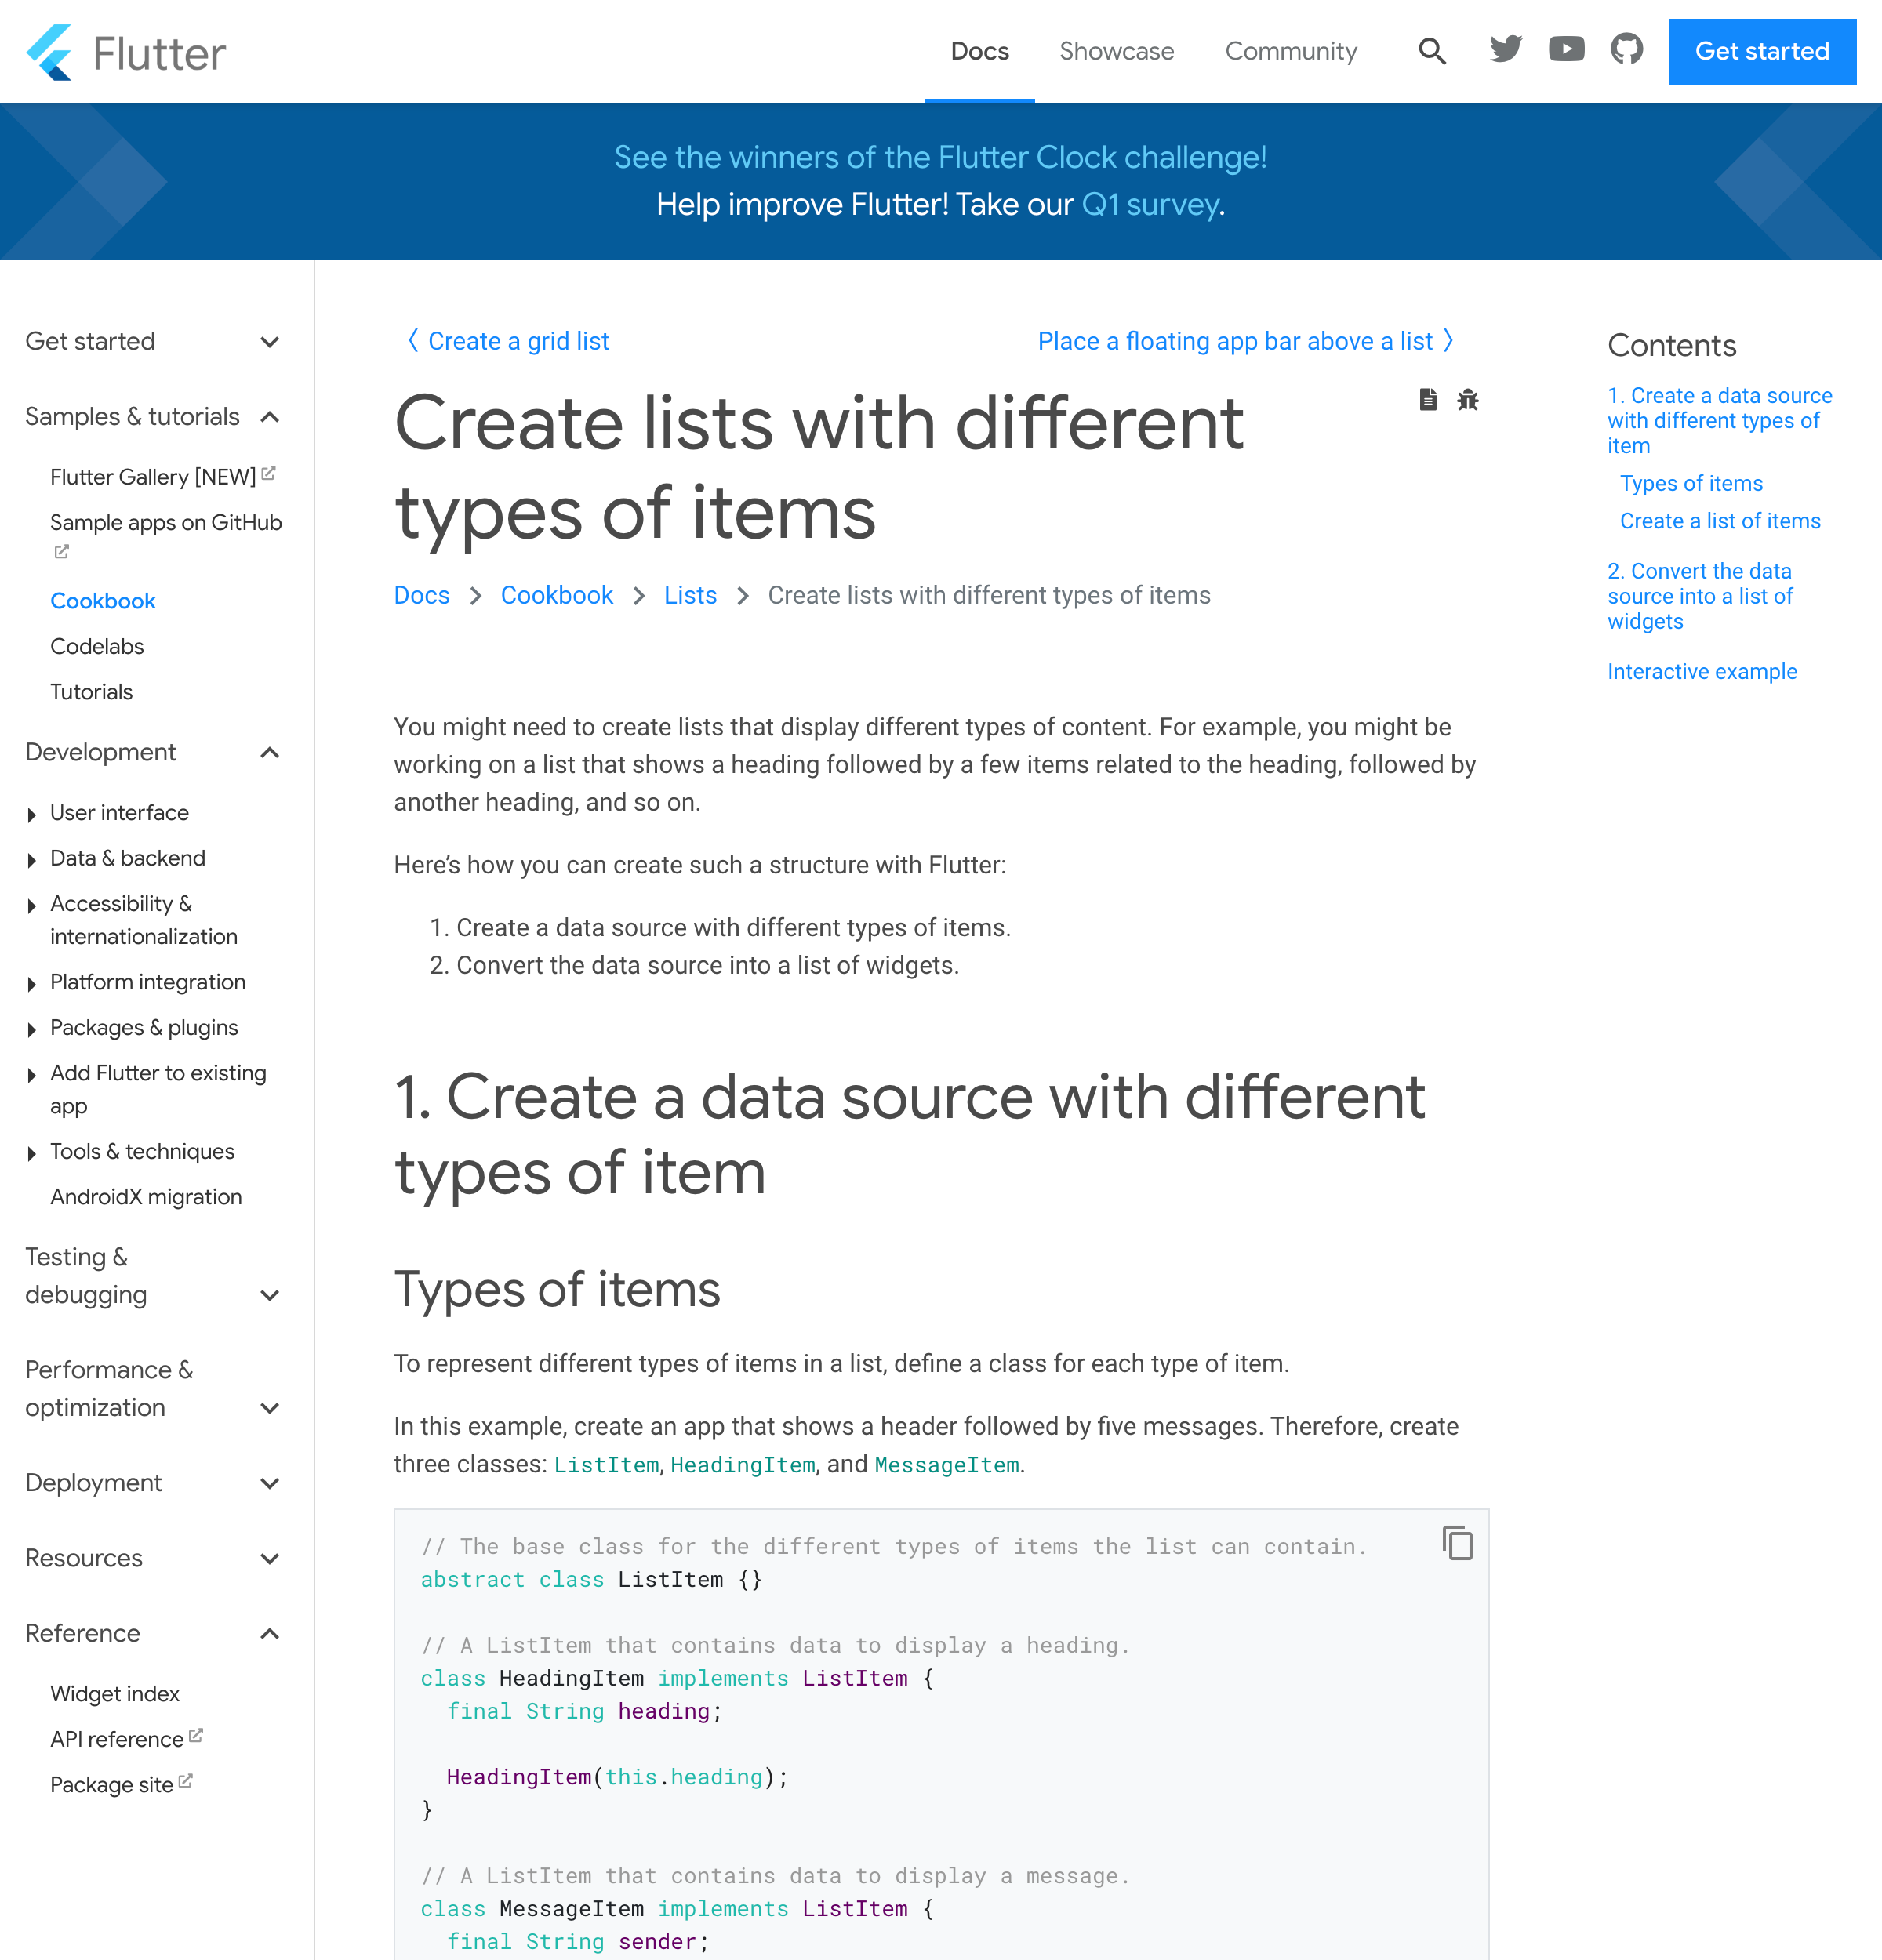 Flutter
Docs
Showcase
Community
Get started
See the winners of the Flutter Clock challenge!
Help improve Flutter! Take our Q1 survey.
Get started
Samples & tutorials
Flutter Gallery [NEW]
Sample apps on GitHub
Cookbook
Codelabs
Tutorials
Development
User interface
Data & backend
Accessibility &
internationalization
Platform integration
Packages & plugins
Add Flutter to existing
app
Tools & techniques
AndroidX migration
Testing &
debugging
Performance &
optimization
Deployment
Resources
Reference
Widget index
API reference
Package site
〈 Create a grid list
Place a floating app bar above a list 〉
Create lists with different
types of items
Docs > Cookbook > Lists > Create lists with different types of items
You might need to create lists that display different types of content. For example, you might be
working on a list that shows a heading followed by a few items related to the heading, followed by
another heading, and so on.
Here’s how you can create such a structure with Flutter:
1. Create a data source with different types of items.
2. Convert the data source into a list of widgets.
1. Create a data source with different
types of item
Types of items
To represent different types of items in a list, define a class for each type of item.
In this example, create an app that shows a header followed by five messages. Therefore, create
three classes: ListItem, HeadingItem, and MessageItem.
// The base class for the different types of items the list can contain.
abstract class ListItem {}
// A ListItem that contains data to display a heading.
class HeadingItem implements ListItem {
  final String heading;
  HeadingItem(this.heading);
}
// A ListItem that contains data to display a message.
class MessageItem implements ListItem {
  final String sender;
Contents
1. Create a data source
with different types of
item
Types of items
Create a list of items
2. Convert the data
source into a list of
widgets
Interactive example